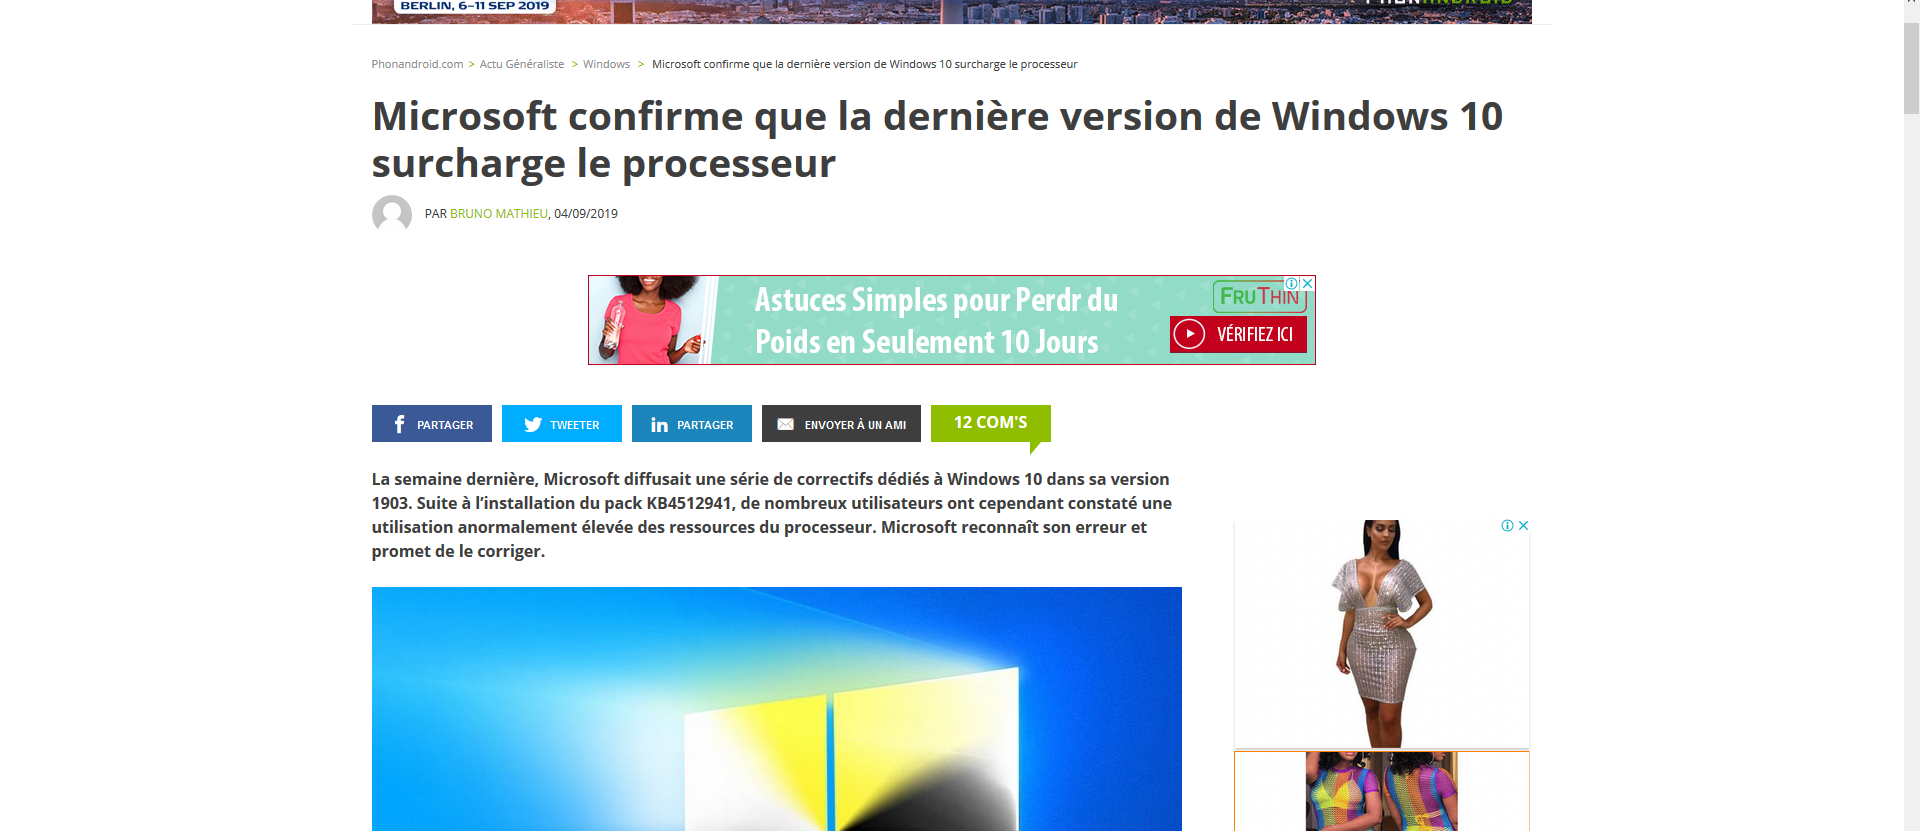 BERLIN, 6-11 SEP 2019
PHONANDROID
Phonandroid.com > Actu Généraliste > Windows > Microsoft confirme que la dernière version de Windows 10 surcharge le processeur
Microsoft confirme que la dernière version de Windows 10
surcharge le processeur
PAR BRUNO MATHIEU, 04/09/2019
Astuces Simples pour Perdr du
Poids en Seulement 10 Jours
FRUTHIN
VÉRIFIEZ ICI
PARTAGER
TWEETER
PARTAGER
ENVOYER À UN AMI
12 COM'S
La semaine dernière, Microsoft diffusait une série de correctifs dédiés à Windows 10 dans sa version
1903. Suite à l’installation du pack KB4512941, de nombreux utilisateurs ont cependant constaté une
utilisation anormalement élevée des ressources du processeur. Microsoft reconnaît son erreur et
promet de le corriger.